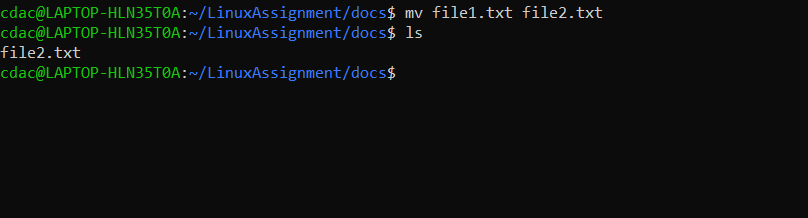 cdac@LAPTOP-HLN35T0A:~/LinuxAssignment/docs$ mv file1.txt file2.txt
cdac@LAPTOP-HLN35T0A:~/LinuxAssignment/docs$ ls
file2.txt
cdac@LAPTOP-HLN35T0A:~/LinuxAssignment/docs$